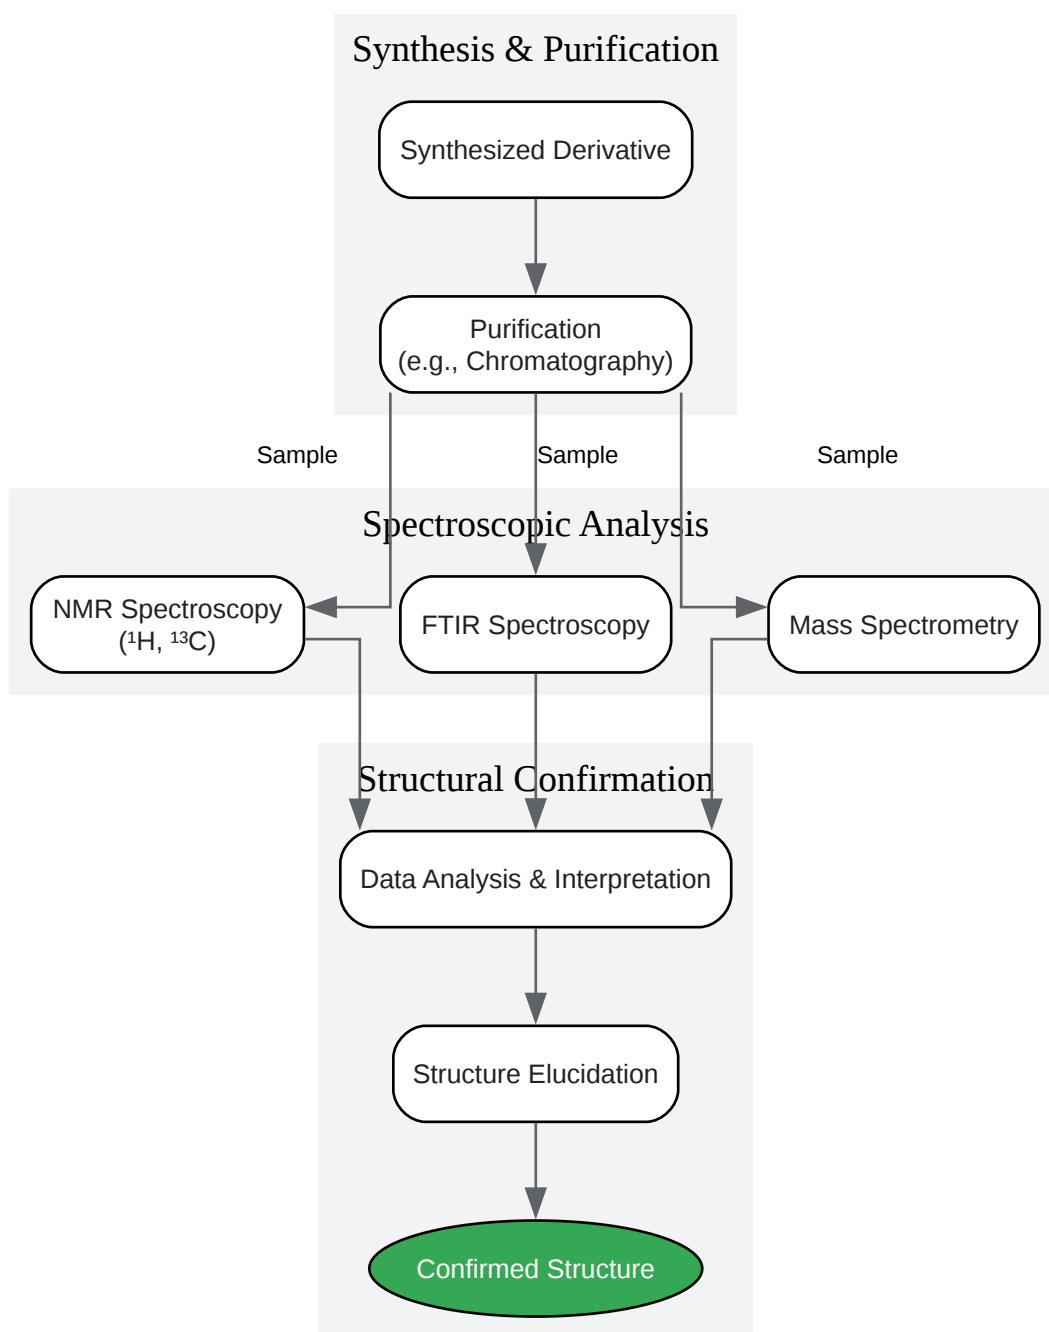 Synthesis & Purification
Synthesized Derivative
Purification
(e.g., Chromatography)
Sample
Sample
Sample
Spectroscopic Analysis
NMR Spectroscopy
(¹H, ¹³C)
FTIR Spectroscopy
Mass Spectrometry
Structural Confirmation
Data Analysis & Interpretation
Structure Elucidation
Confirmed Structure